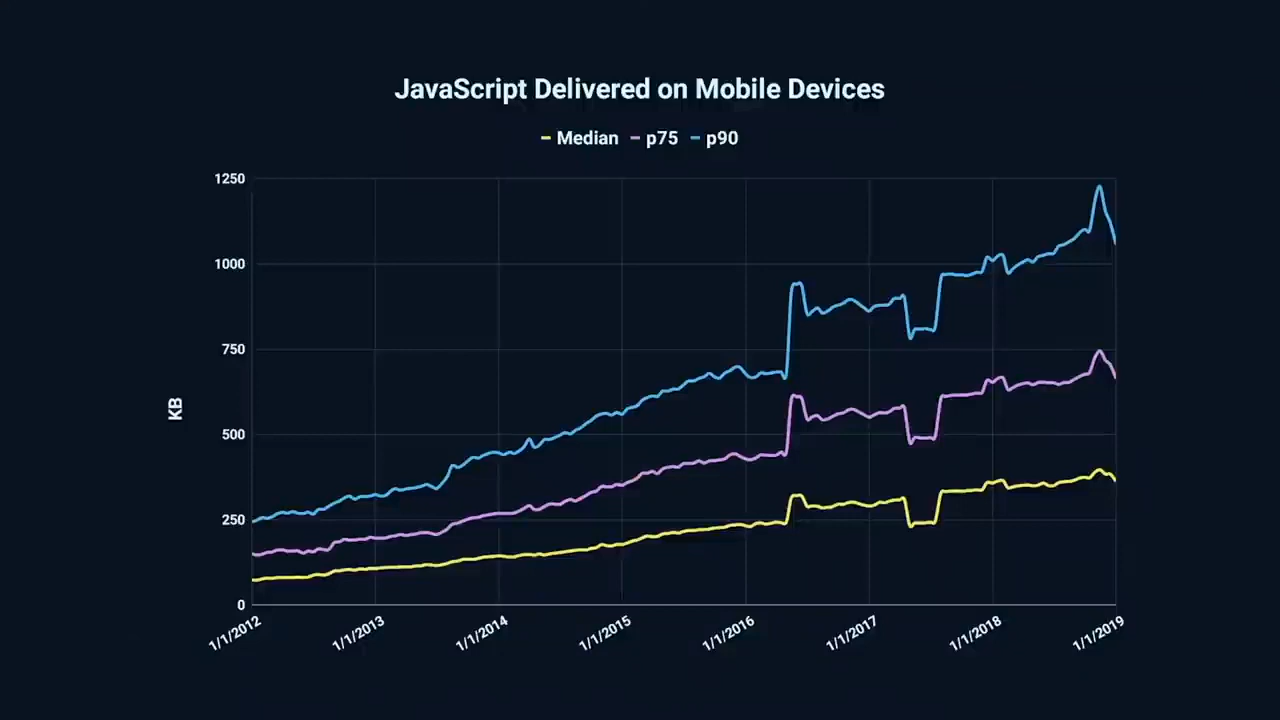 JavaScript Delivered on Mobile Devices
Median p75 p90
1250
1000
750
500
250
0
KB
1/1/2012 1/1/2013 1/1/2014 1/1/2015 1/1/2016 1/1/2017 1/1/2018 1/1/2019